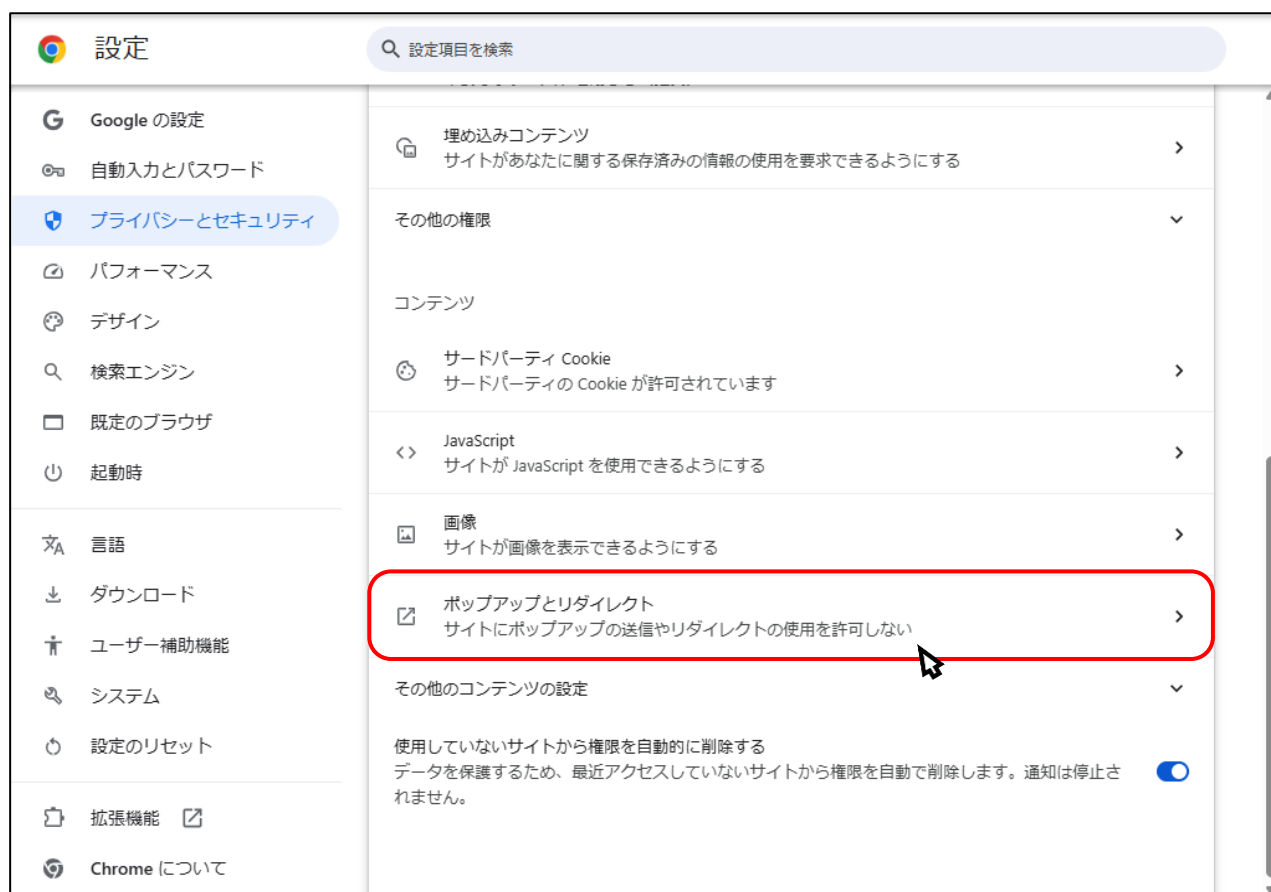 設定
設定項目を検索
Google の設定
自動入力とパスワード
プライバシーとセキュリティ
パフォーマンス
デザイン
検索エンジン
既定のブラウザ
起動時
言語
ダウンロード
ユーザー補助機能
システム
設定のリセット
拡張機能
Chrome について
埋め込みコンテンツ
サイトがあなたに関する保存済みの情報の使用を要求できるようにする
その他の権限
コンテンツ
サードパーティ Cookie
サードパーティの Cookie が許可されています
JavaScript
サイトが JavaScript を使用できるようにする
画像
サイトが画像を表示できるようにする
ポップアップとリダイレクト
サイトにポップアップの送信やリダイレクトの使用を許可しない
その他のコンテンツの設定
使用していないサイトから権限を自動的に削除する
データを保護するため、最近アクセスしていないサイトから権限を自動で削除します。通知は停止さ
れません。